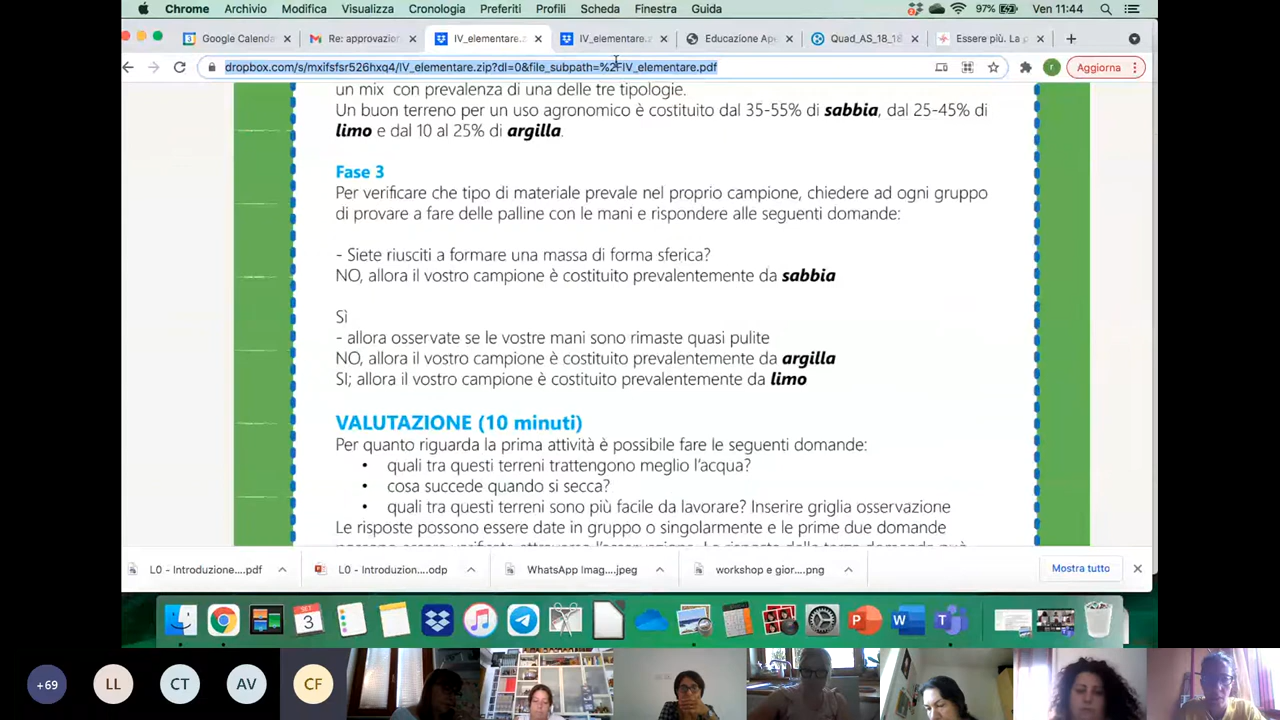 Chrome Archivio Modifica Visualizza Cronologia Preferiti Profili Scheda Finestra Guida 97% Ven 11:44
Google Calenda Re: approvazion IV_elementare.z IV_elementare.z Educazione Ape Quad_AS_18_18 Essere più. La p
dropbox.com/s/mxifsfsr526hxq4/IV_elementare.zip?dl=0&file_subpath=%2FIV_elementare.pdf r Aggiorna
un mix con prevalenza di una delle tre tipologie.
Un buon terreno per un uso agronomico è costituito dal 35-55% di sabbia, dal 25-45% di
limo e dal 10 al 25% di argilla.
Fase 3
Per verificare che tipo di materiale prevale nel proprio campione, chiedere ad ogni gruppo
di provare a fare delle palline con le mani e rispondere alle seguenti domande:
- Siete riusciti a formare una massa di forma sferica?
NO, allora il vostro campione è costituito prevalentemente da sabbia
Sì
- allora osservate se le vostre mani sono rimaste quasi pulite
NO, allora il vostro campione è costituito prevalentemente da argilla
SI; allora il vostro campione è costituito prevalentemente da limo
VALUTAZIONE (10 minuti)
Per quanto riguarda la prima attività è possibile fare le seguenti domande:
• quali tra questi terreni trattengono meglio l'acqua?
• cosa succede quando si secca?
• quali tra questi terreni sono più facile da lavorare? Inserire griglia osservazione
Le risposte possono essere date in gruppo o singolarmente e le prime due domande
L0 - Introduzione....pdf L0 - Introduzion....odp WhatsApp Imag....jpeg workshop e gior....png Mostra tutto
SET 3 P W T
+69 LL CT AV CF